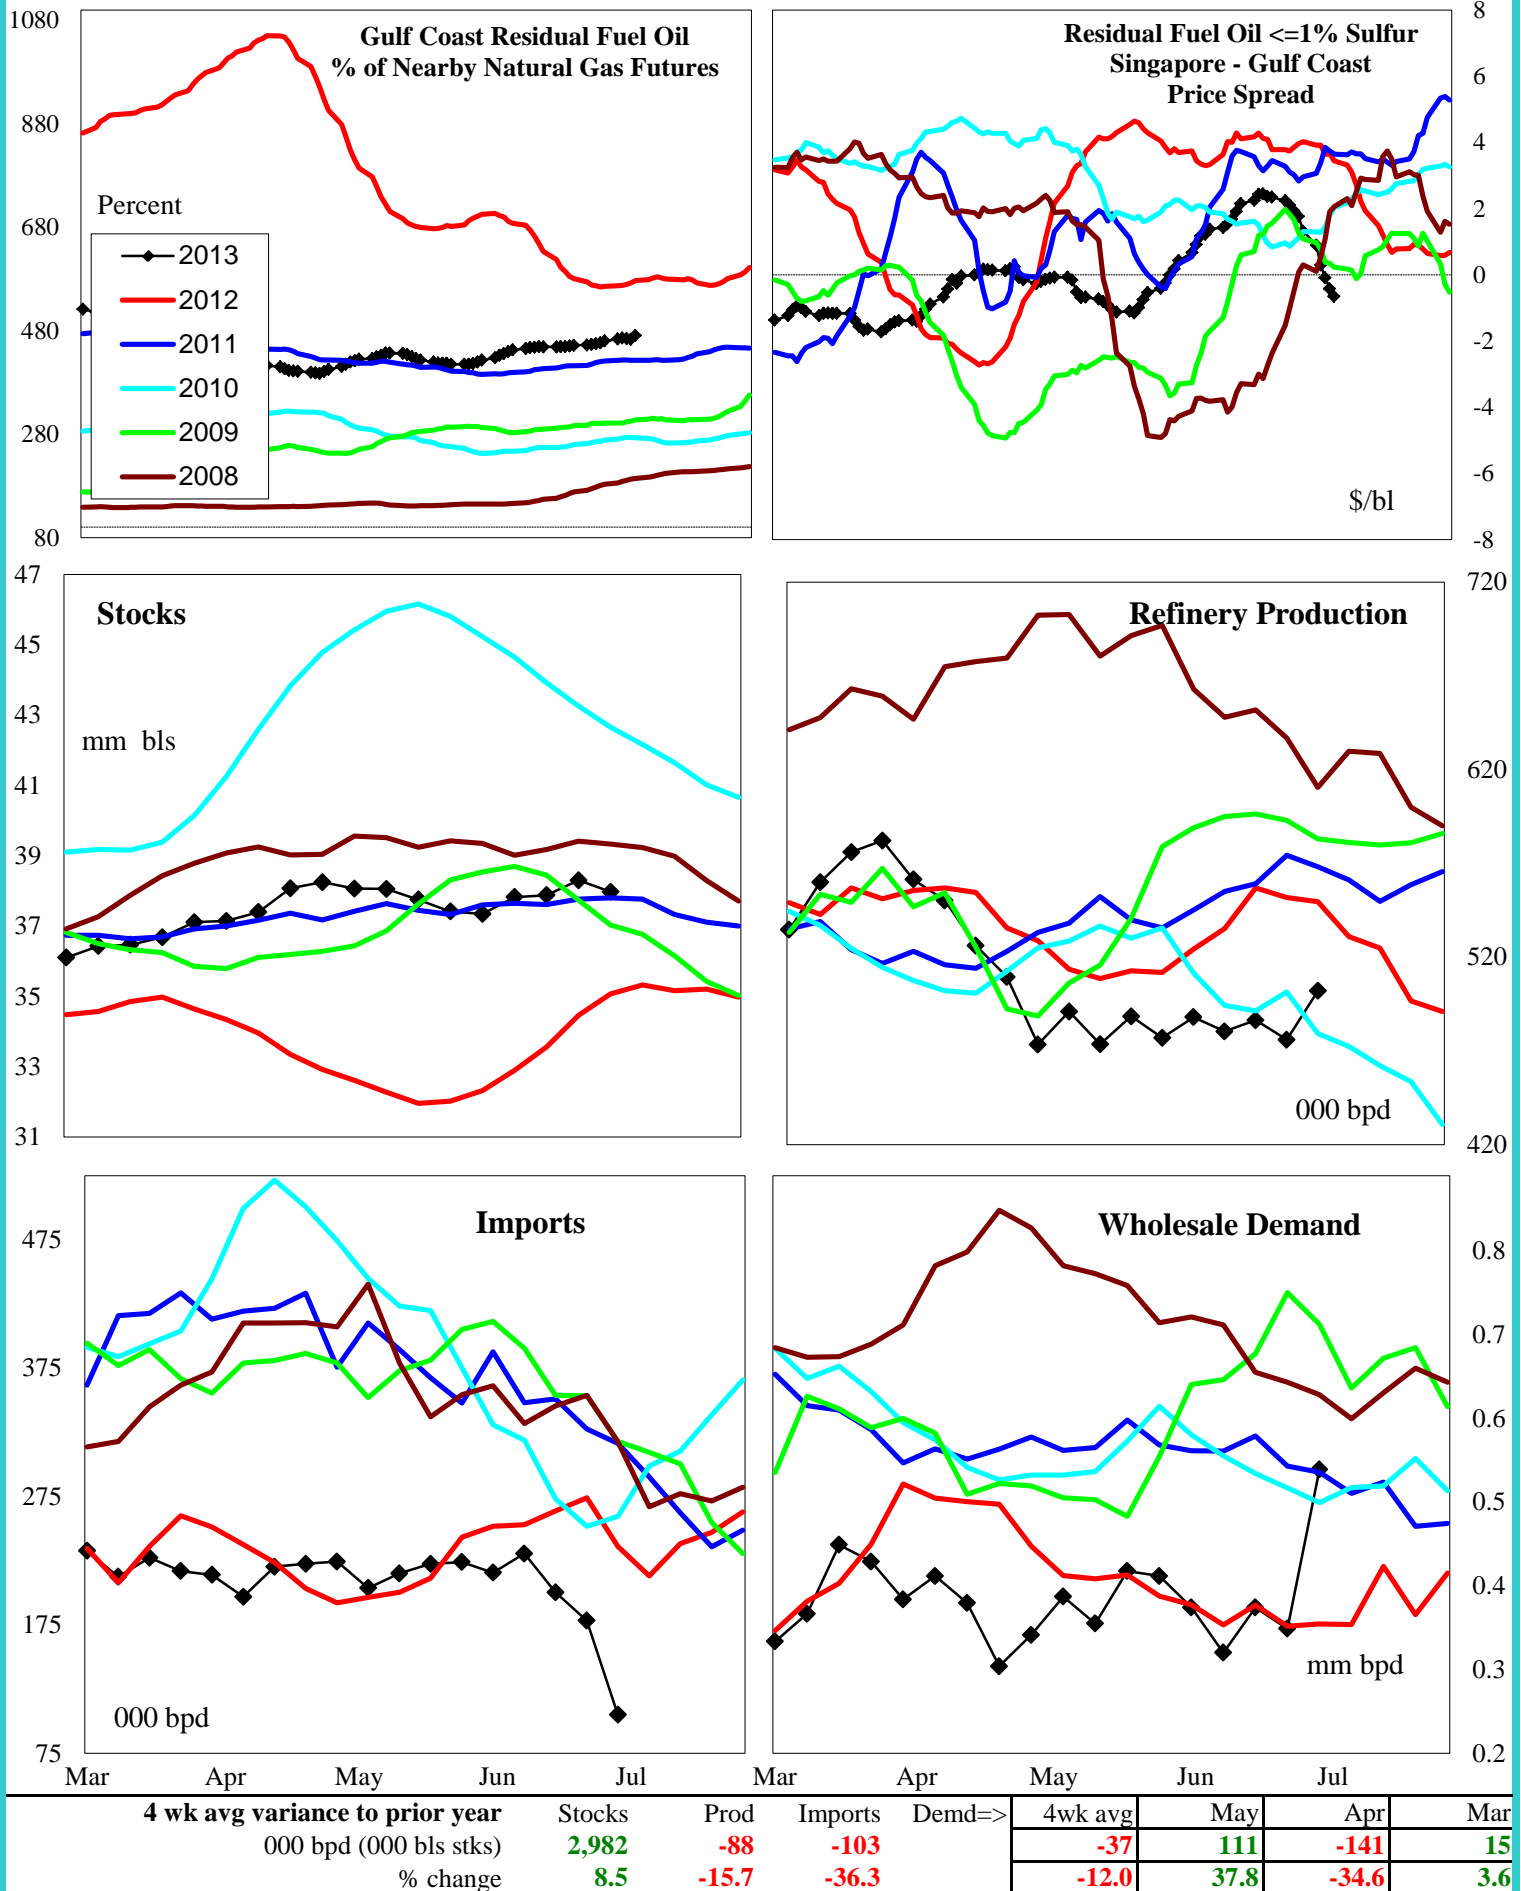 1080
880
680
480
280
80
Gulf Coast Residual Fuel Oil
% of Nearby Natural Gas Futures
Percent
2013
2012
2011
2010
2009
2008
Residual Fuel Oil <=1% Sulfur
Singapore - Gulf Coast
Price Spread
$/bl
8
6
4
2
0
-2
-4
-6
-8
47
45
43
41
39
37
35
33
31
Stocks
mm bls
Refinery Production
000 bpd
720
620
520
420
475
375
275
175
75
Imports
000 bpd
Mar Apr May Jun Jul
Wholesale Demand
mm bpd
0.8
0.7
0.6
0.5
0.4
0.3
0.2
Mar Apr May Jun Jul
4 wk avg variance to prior year Stocks Prod Imports Demd=> 4wk avg May Apr Mar
000 bpd (000 bls stks) 2,982 -88 -103 -37 111 -141 15
% change 8.5 -15.7 -36.3 -12.0 37.8 -34.6 3.6